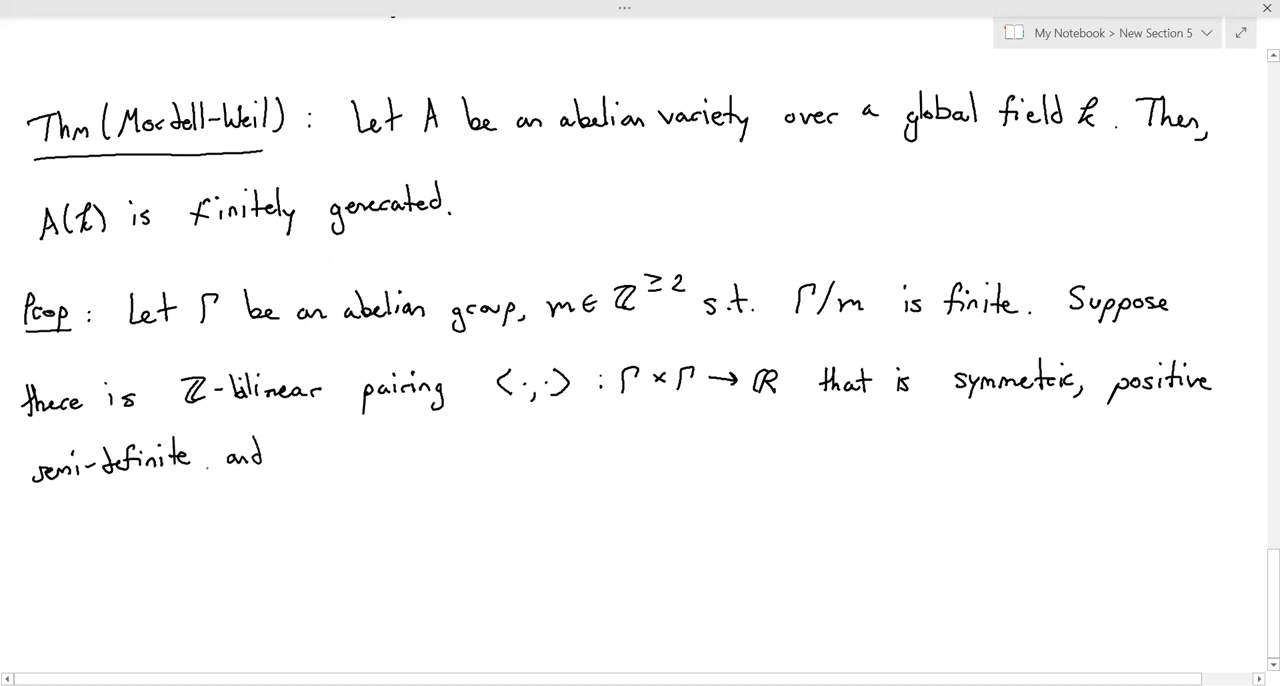 My Notebook > New Section 5
Thm (Mordell-Weil) : Let A be an abelian variety over a global field k. Then,
A(k) is finitely generated.
Prop : Let Γ be an abelian group, m ∈ ℤ^≥2 s.t. Γ/m is finite. Suppose
there is ℤ-bilinear pairing <·,·> : Γ × Γ → ℝ that is symmetric, positive
semi-definite and